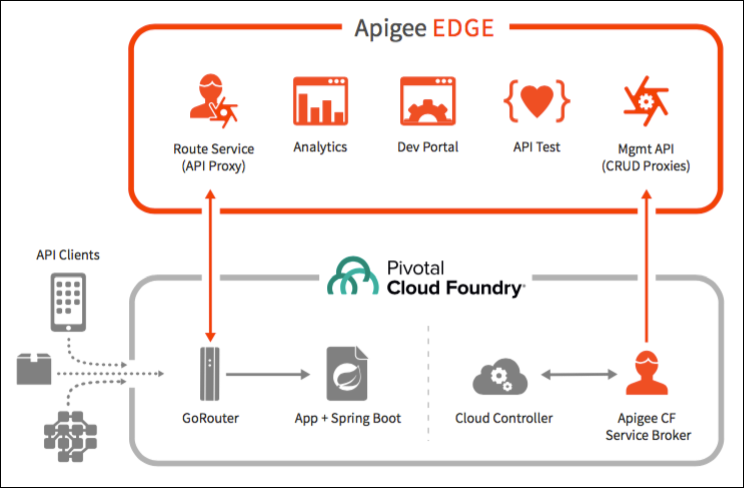 Apigee EDGE
Route Service
(API Proxy)
Analytics
Dev Portal
API Test
Mgmt API
(CRUD Proxies)
API Clients
Pivotal
Cloud Foundry
GoRouter
App + Spring Boot
Cloud Controller
Apigee CF
Service Broker